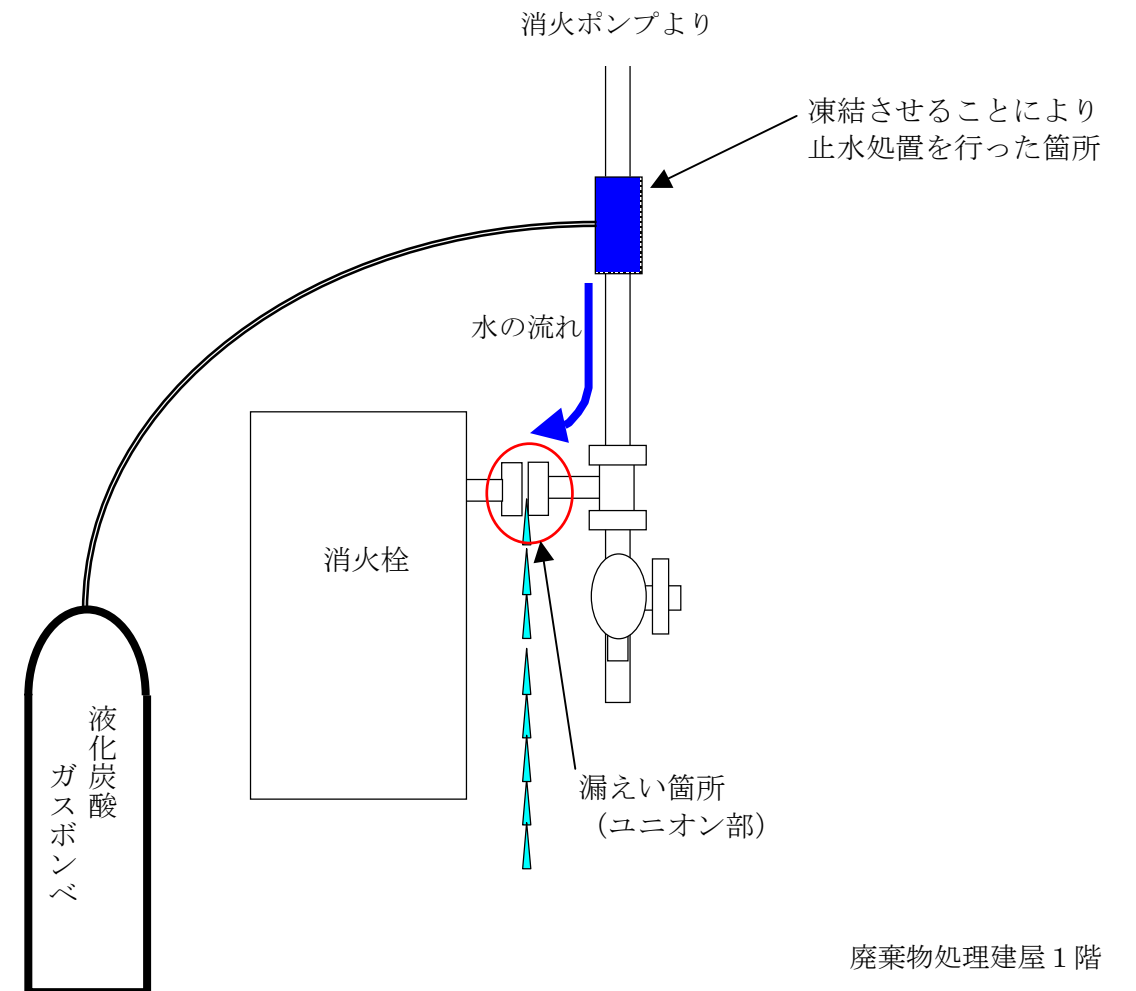 消火ポンプより
凍結させることにより
止水処置を行った箇所
水の流れ
消火栓
液化炭酸
ガスボンベ
漏えい箇所
（ユニオン部）
廃棄物処理建屋１階